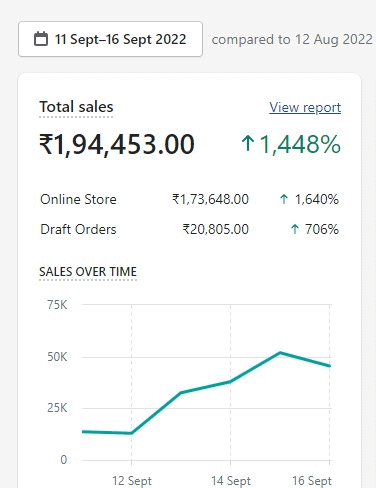 11 Sept–16 Sept 2022 compared to 12 Aug 2022
Total sales View report
₹1,94,453.00 ↑ 1,448%
Online Store ₹1,73,648.00 ↑ 1,640%
Draft Orders ₹20,805.00 ↑ 706%
SALES OVER TIME
75K
50K
25K
0
12 Sept 14 Sept 16 Sept